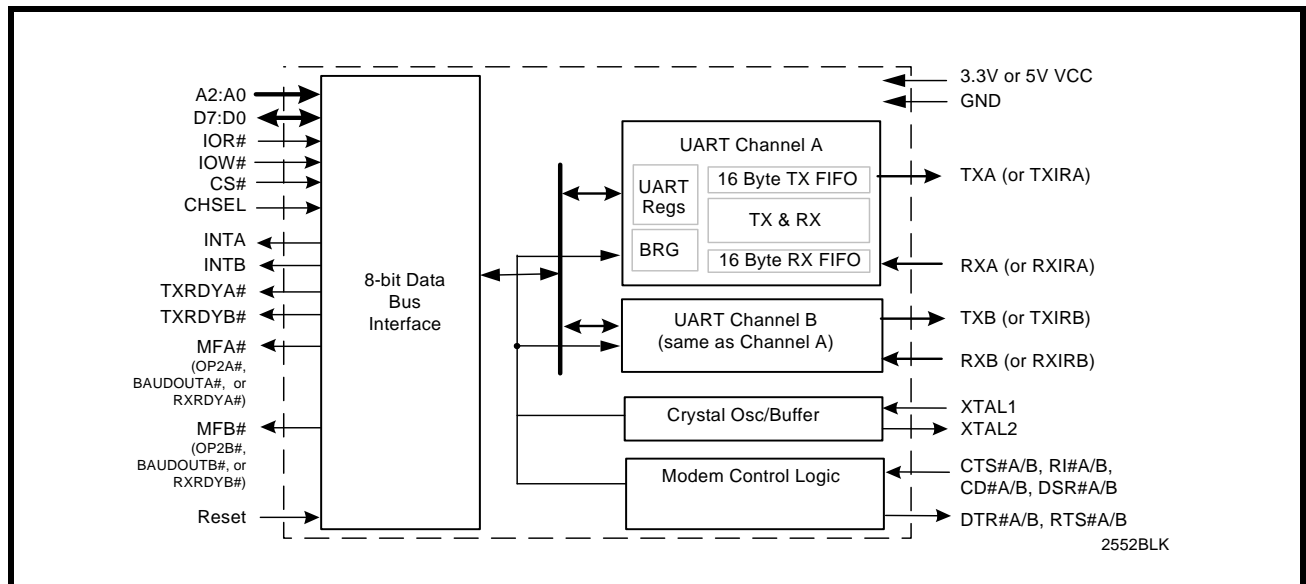 A2:A0
D7:D0
IOR#
IOW#
CS#
CHSEL
INTA
INTB
TXRDYA#
TXRDYB#
MFA#
(OP2A#,
BAUDOUTA#, or
RXRDYA#)
MFB#
(OP2B#,
BAUDOUTB#, or
RXRDYB#)
Reset
8-bit Data
Bus
Interface
UART Channel A
UART
Regs
BRG
16 Byte TX FIFO
TX & RX
16 Byte RX FIFO
UART Channel B
(same as Channel A)
Crystal Osc/Buffer
Modem Control Logic
3.3V or 5V VCC
GND
TXA (or TXIRA)
RXA (or RXIRA)
TXB (or TXIRB)
RXB (or RXIRB)
XTAL1
XTAL2
CTS#A/B, RI#A/B,
CD#A/B, DSR#A/B
DTR#A/B, RTS#A/B
2552BLK